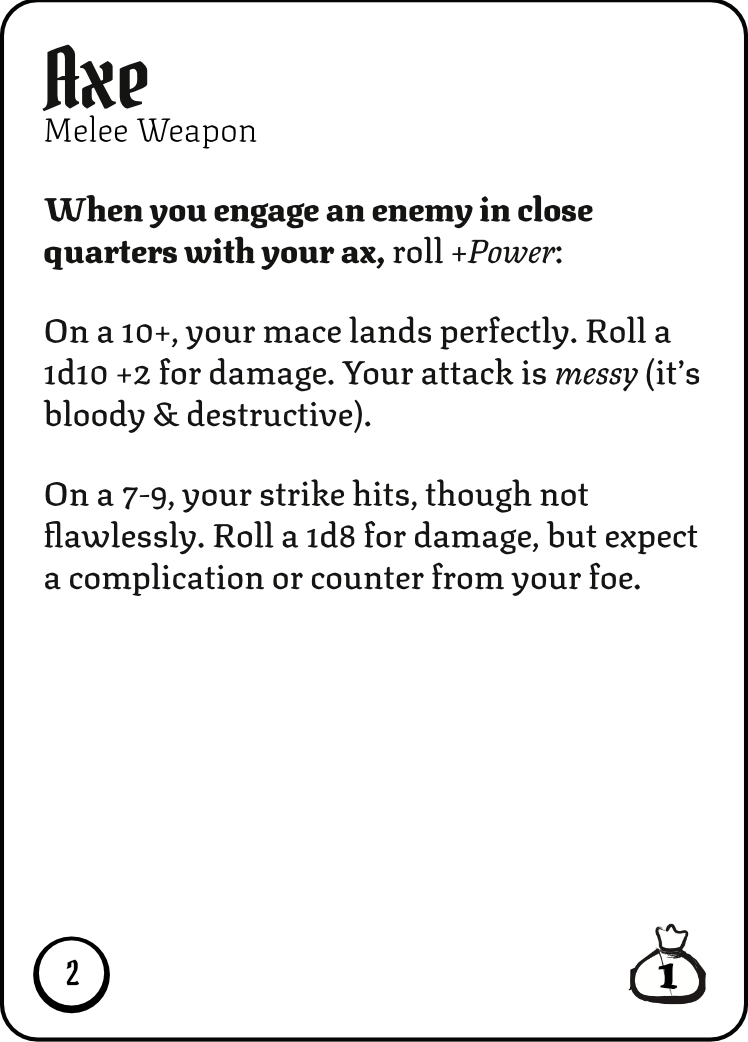 Axe
Melee Weapon
When you engage an enemy in close
quarters with your ax, roll +Power:
On a 10+, your mace lands perfectly. Roll a
1d10 +2 for damage. Your attack is messy (it’s
bloody & destructive).
On a 7-9, your strike hits, though not
flawlessly. Roll a 1d8 for damage, but expect
a complication or counter from your foe.
2
1